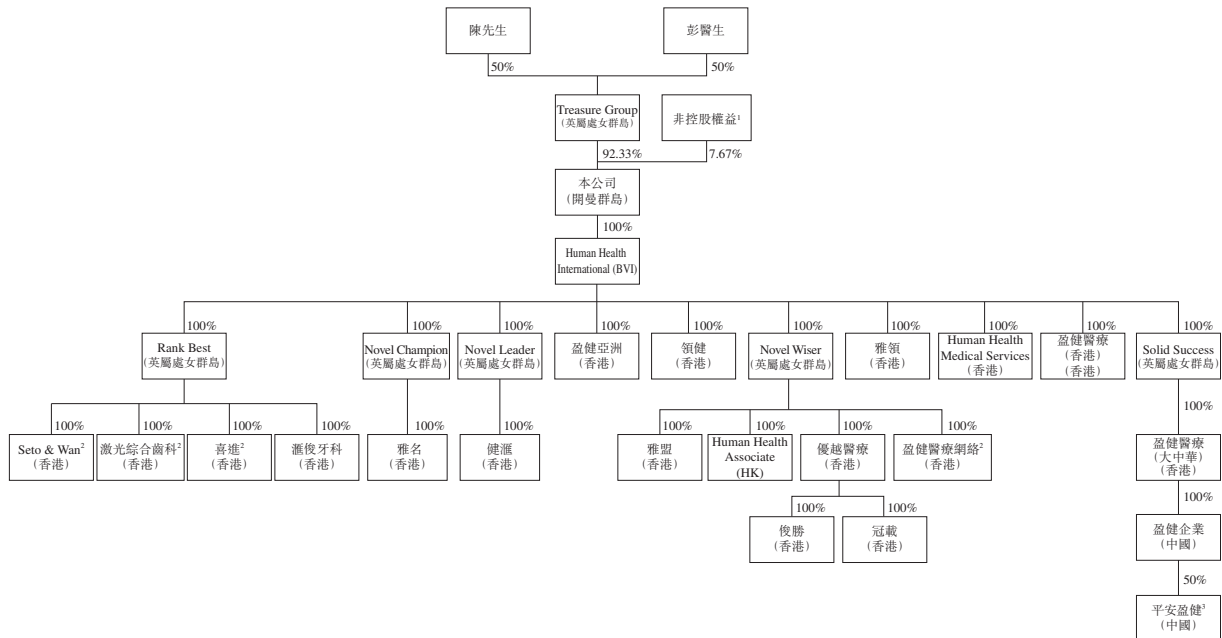 陳先生
彭醫生
50%
50%
Treasure Group
（英屬處女群島）
非控股權益¹
92.33%
7.67%
本公司
（開曼群島）
100%
Human Health
International (BVI)
100%
100%
100%
100%
100%
100%
100%
100%
100%
100%
Rank Best
（英屬處女群島）
Novel Champion
（英屬處女群島）
Novel Leader
（英屬處女群島）
盈健亞洲
（香港）
領健
（香港）
Novel Wiser
（英屬處女群島）
雅領
（香港）
Human Health
Medical Services
（香港）
盈健醫療
（香港）
（香港）
Solid Success
（英屬處女群島）
100%
100%
100%
100%
100%
100%
100%
100%
100%
100%
100%
Seto & Wan²
（香港）
激光綜合齒科²
（香港）
喜進²
（香港）
滙俊牙科
（香港）
雅名
（香港）
健滙
（香港）
雅盟
（香港）
Human Health
Associate
(HK)
優越醫療
（香港）
盈健醫療網絡²
（香港）
盈健醫療
（大中華）
（香港）
100%
100%
100%
俊勝
（香港）
冠載
（香港）
盈健企業
（中國）
50%
平安盈健³
（中國）